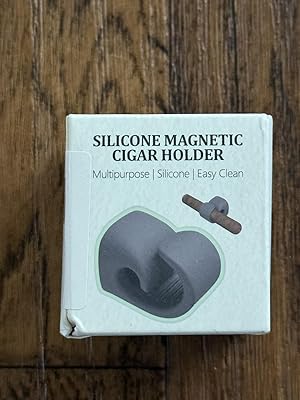 SILICONE MAGNETIC
CIGAR HOLDER
Multipurpose | Silicone | Easy Clean